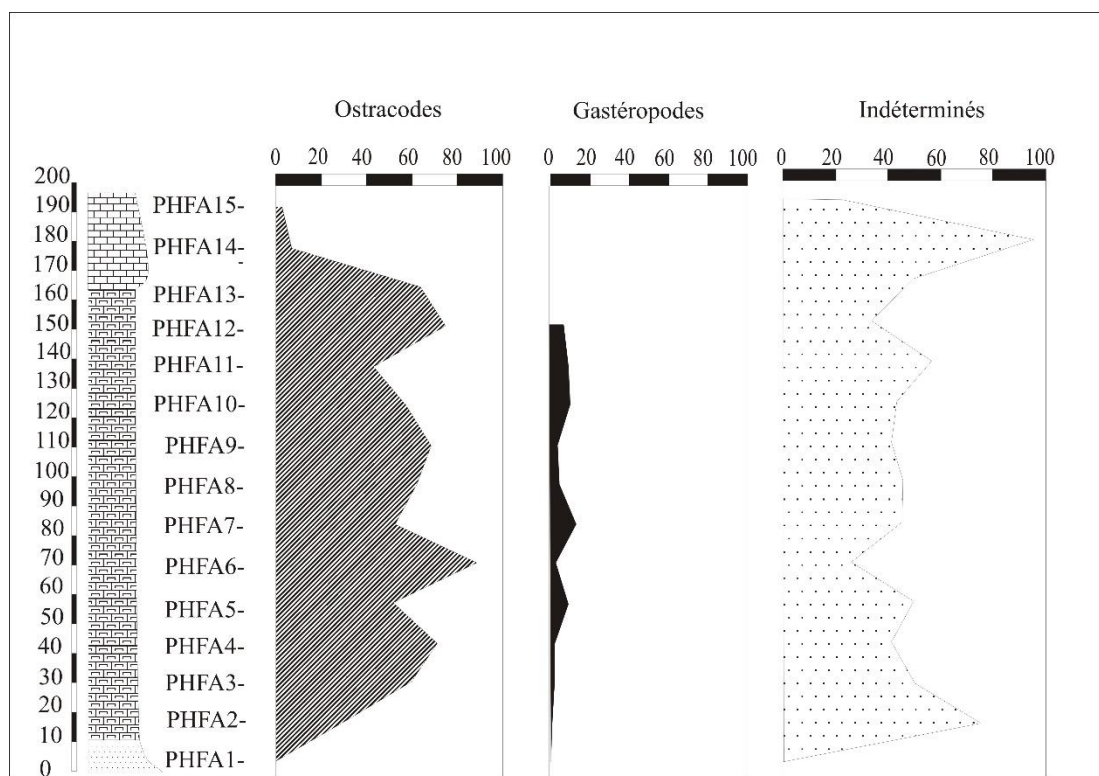 Ostracodes Gastéropodes Indéterminés
0 20 40 60 80 100 0 20 40 60 80 100 0 20 40 60 80 100
200
190 PHFA15-
180 PHFA14-
170 -
160 PHFA13-
150 PHFA12-
140 PHFA11-
130
120 PHFA10-
110 PHFA9-
100 PHFA8-
90
80 PHFA7-
70 PHFA6-
60
50 PHFA5-
40 PHFA4-
30 PHFA3-
20 PHFA2-
10
0 PHFA1-